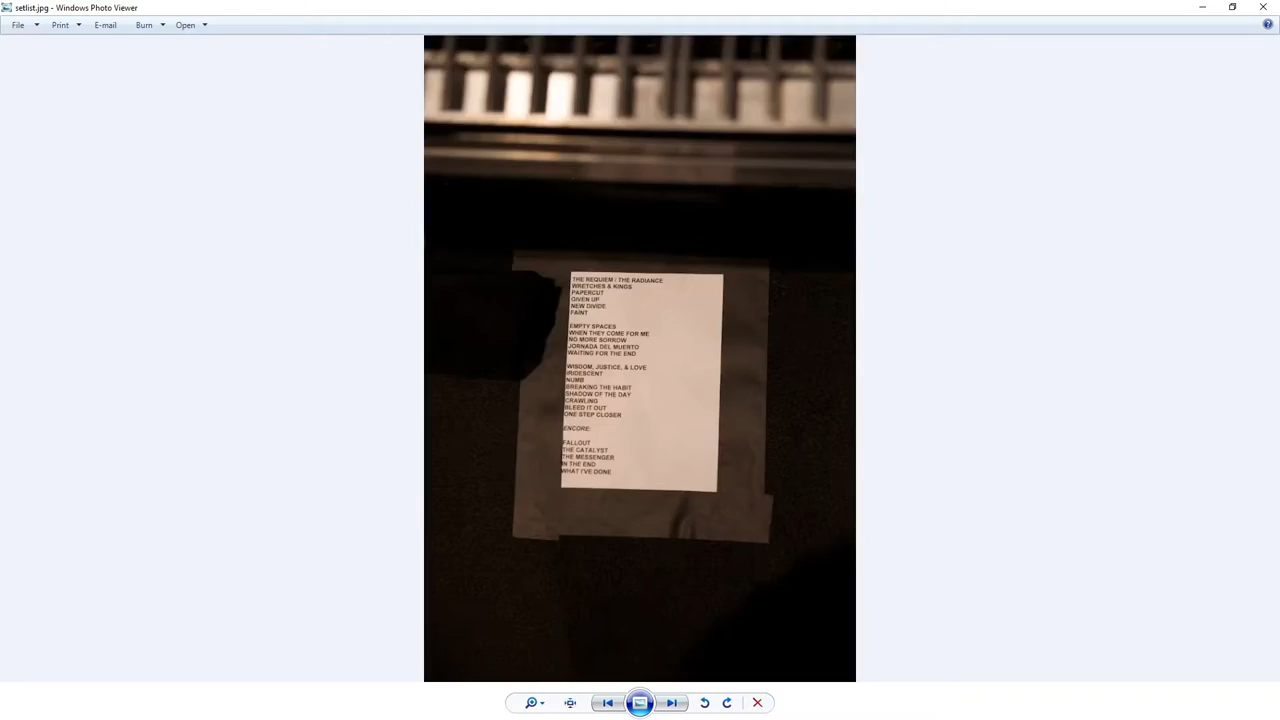 setlist.jpg - Windows Photo Viewer
File Print E-mail Burn Open
THE REQUIEM / THE RADIANCE
WRETCHES & KINGS
PAPERCUT
GIVEN UP
NEW DIVIDE
FAINT
EMPTY SPACES
WHEN THEY COME FOR ME
NO MORE SORROW
JORNADA DEL MUERTO
WAITING FOR THE END
WISDOM, JUSTICE, & LOVE
IRIDESCENT
NUMB
BREAKING THE HABIT
SHADOW OF THE DAY
CRAWLING
BLEED IT OUT
ONE STEP CLOSER
ENCORE:
FALLOUT
THE CATALYST
THE MESSENGER
IN THE END
WHAT I'VE DONE